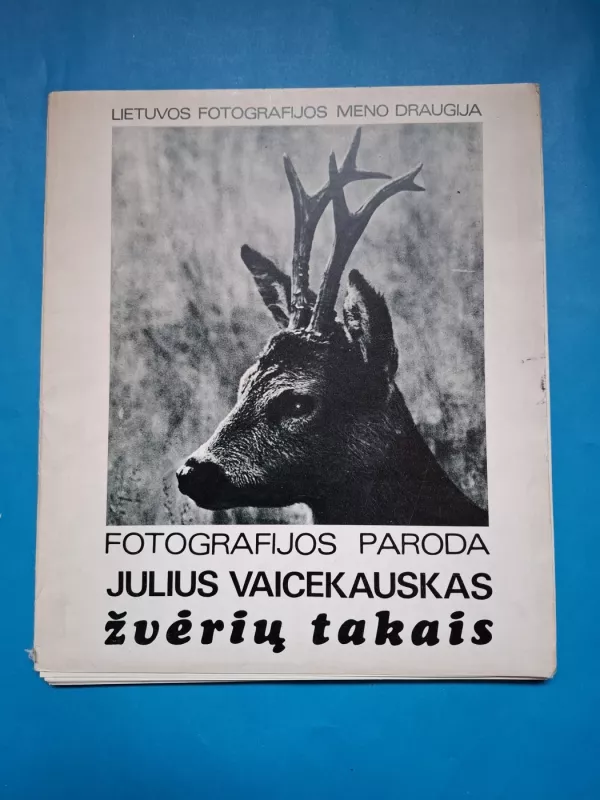 LIETUVOS FOTOGRAFIJOS MENO DRAUGIJA
FOTOGRAFIJOS PARODA
JULIUS VAICEKAUSKAS
žvėrių takais